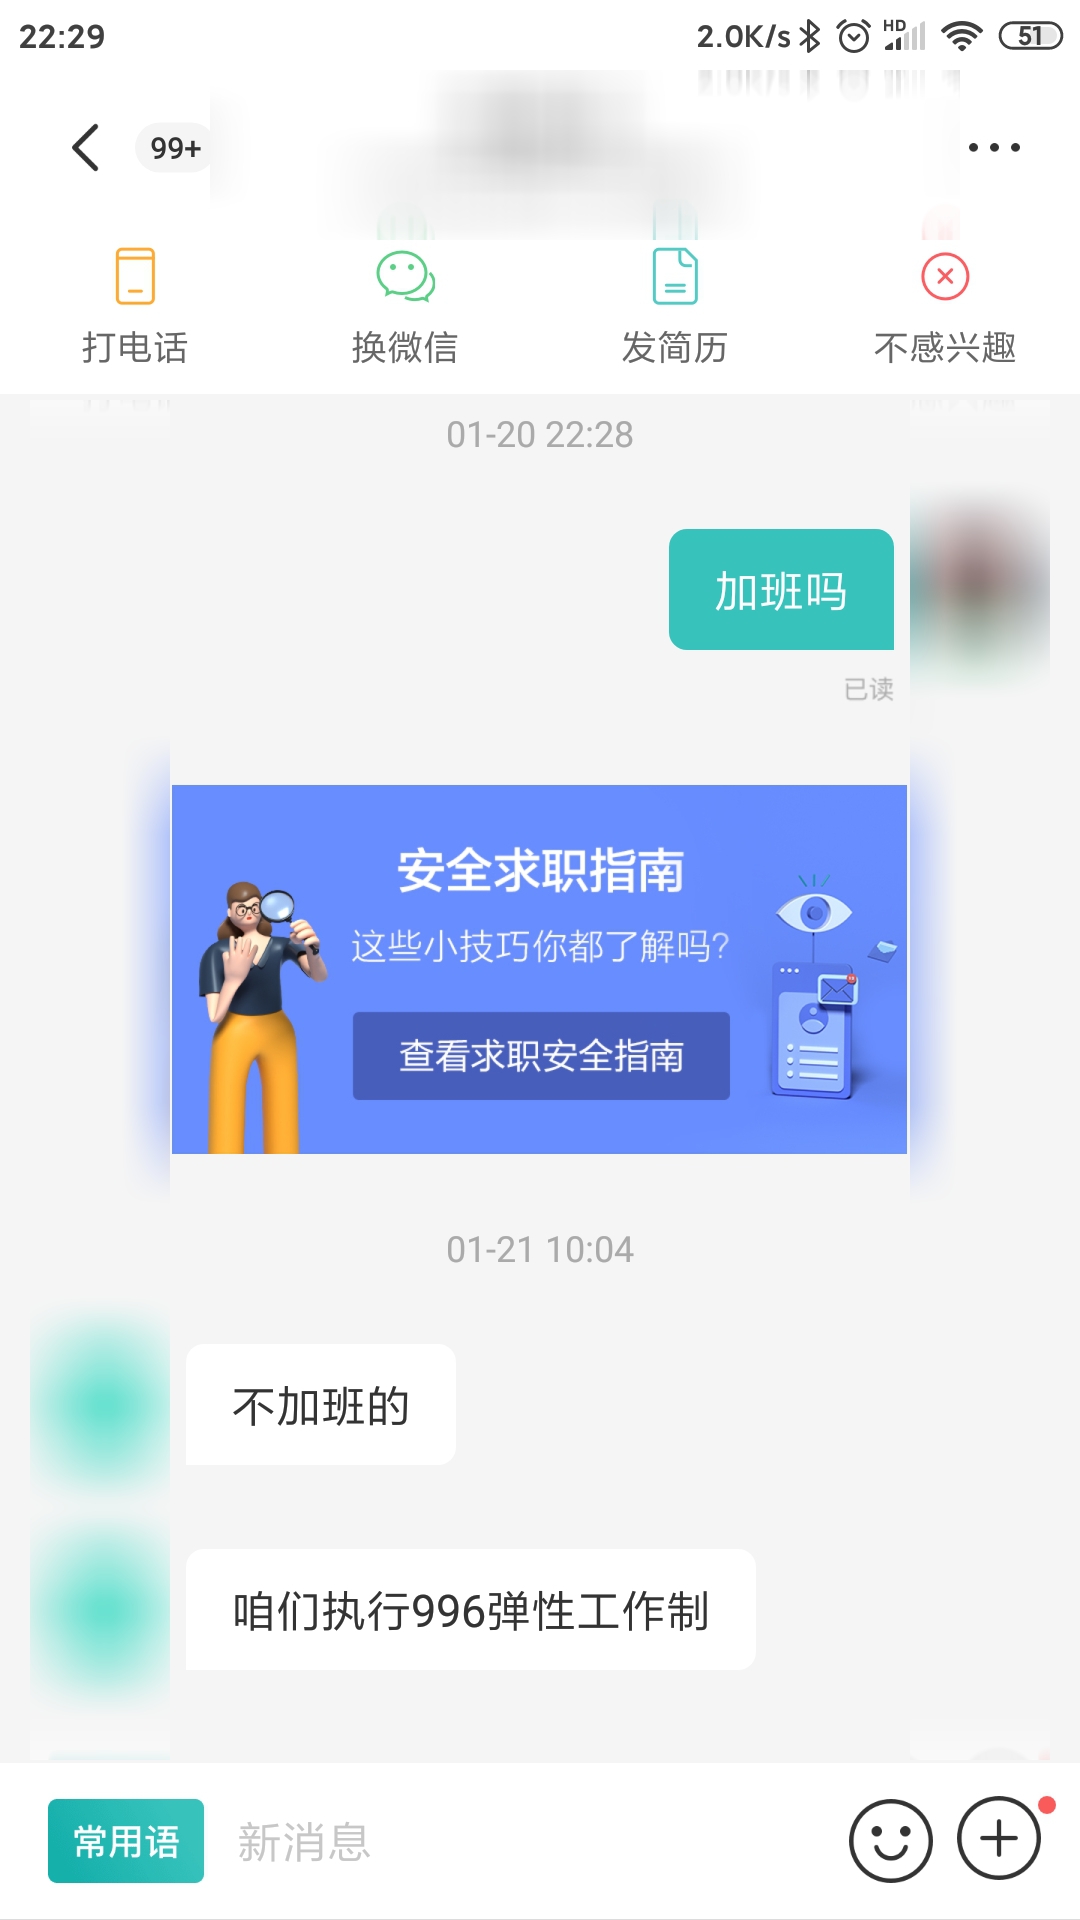 22:29
2.0K/s HD 51
99+
打电话 换微信 发简历 不感兴趣
01-20 22:28
加班吗
已读
安全求职指南
这些小技巧你都了解吗?
查看求职安全指南
01-21 10:04
不加班的
咱们执行996弹性工作制
常用语 新消息